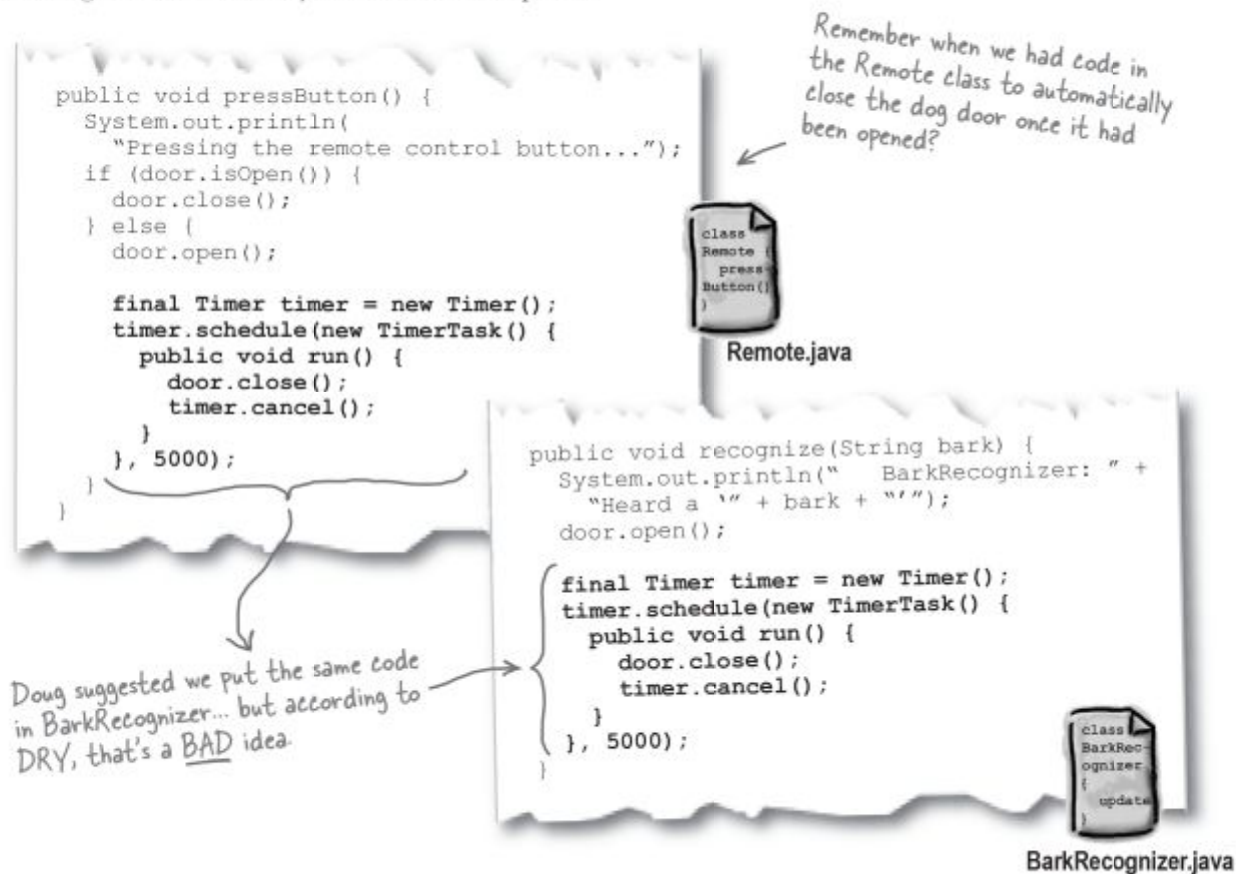 Remember when we had code in
the Remote class to automatically
close the dog door once it had
been opened?
public void pressButton() {
System.out.println(
"Pressing the remote control button...");
if (door.isOpen()) {
door.close();
} else {
door.open();
final Timer timer = new Timer();
timer.schedule(new TimerTask() {
public void run() {
door.close();
timer.cancel();
}
}, 5000);
}
}
class
Remote {
press-
Button()
}
Remote.java
public void recognize(String bark) {
System.out.println("   BarkRecognizer: " +
"Heard a '" + bark + "'");
door.open();
final Timer timer = new Timer();
timer.schedule(new TimerTask() {
public void run() {
door.close();
timer.cancel();
}
}, 5000);
}
Doug suggested we put the same code
in BarkRecognizer... but according to
DRY, that's a BAD idea.
class
BarkRec-
ognizer
{
update
}
BarkRecognizer.java